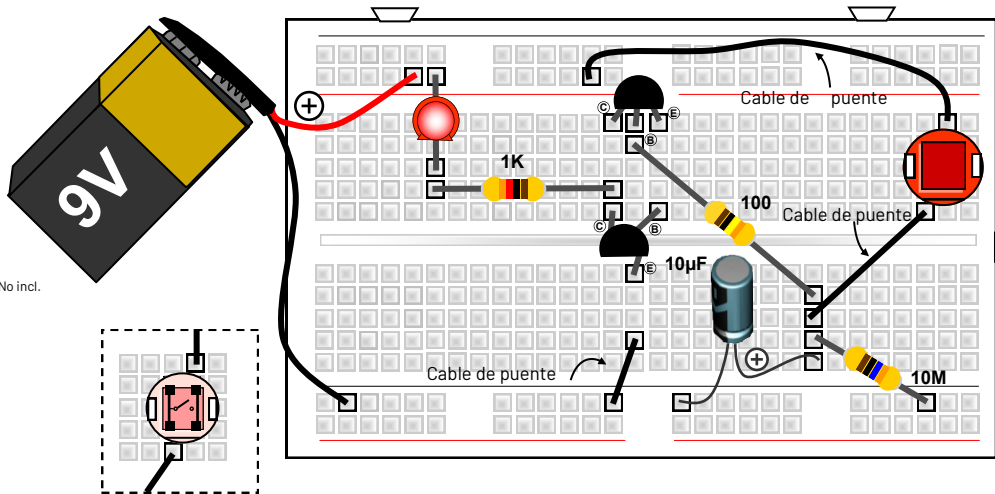 Cable de puente
C
E
B
1K
100
Cable de puente
9V
C
B
E
10µF
No incl.
+
+
Cable de puente
10M